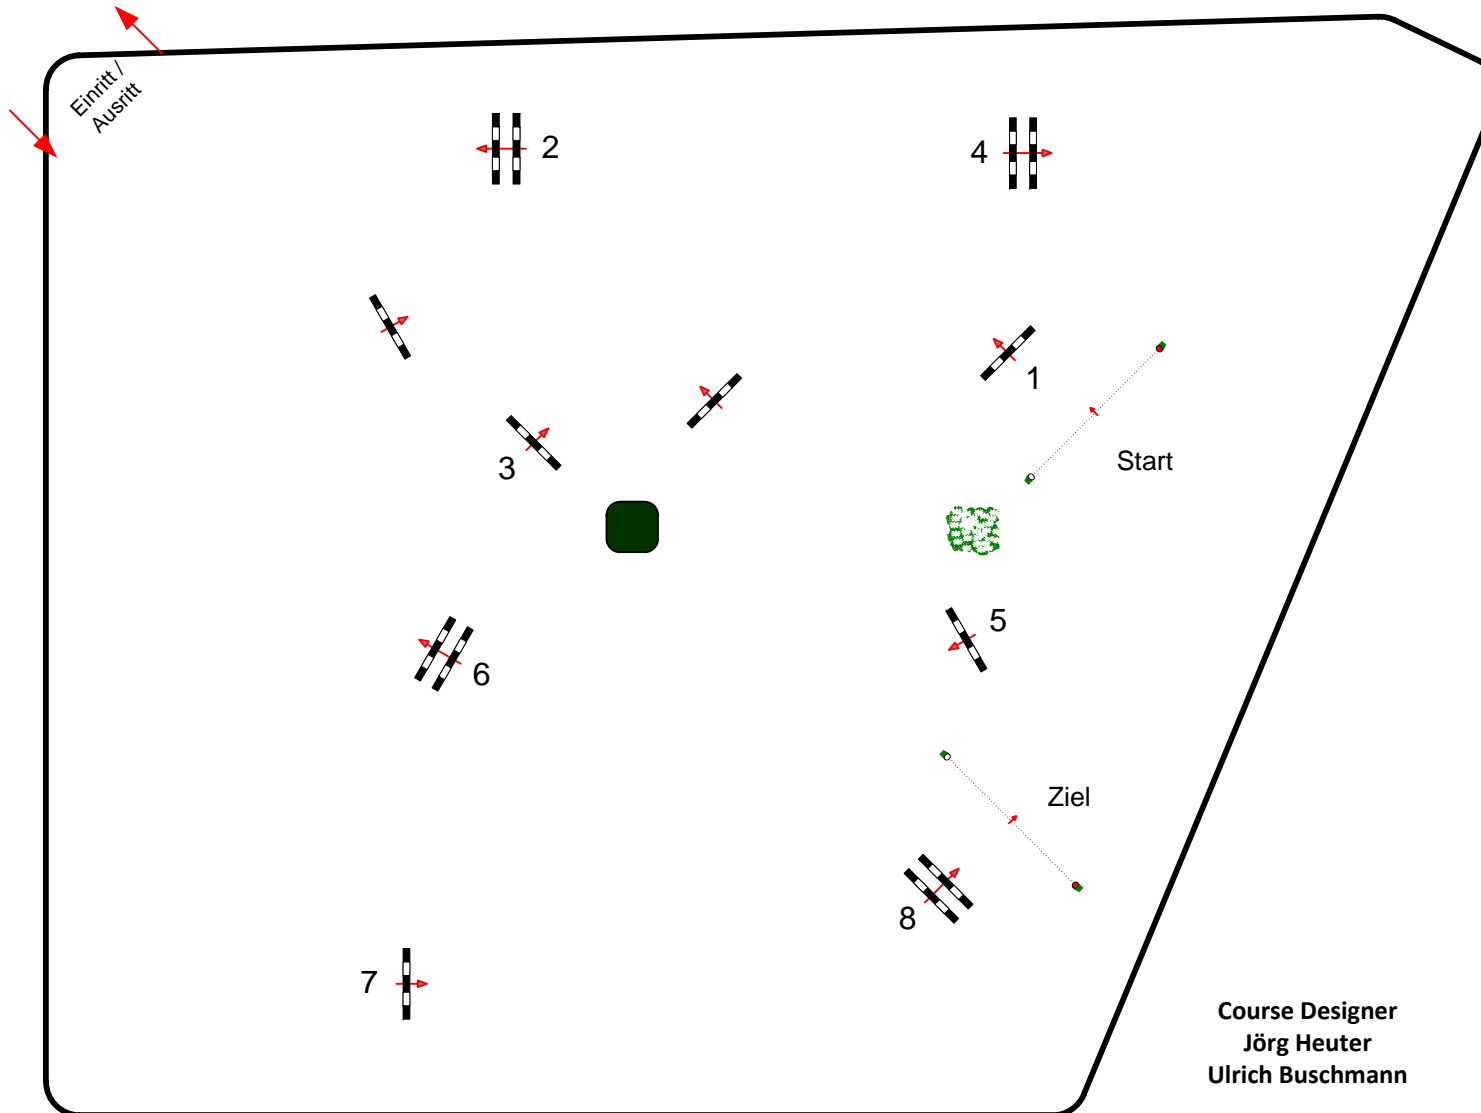 Einritt /
Ausritt
2
4
1
3
Start
5
6
Ziel
8
7
Course Designer
Jörg Heuter
Ulrich Buschmann